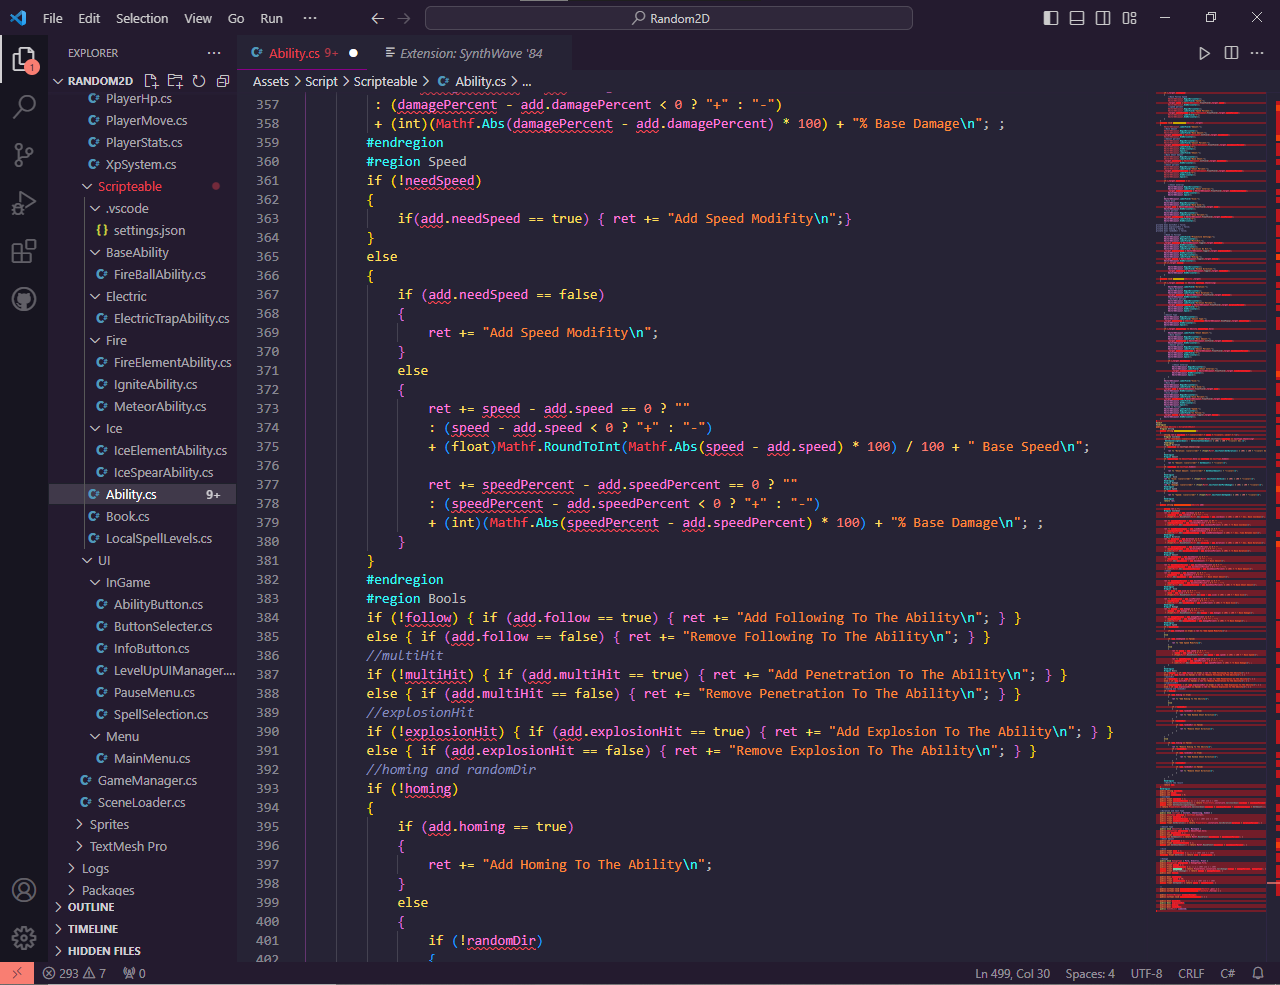 File Edit Selection View Go Run ··· Random2D
EXPLORER ···
RANDOM2D
PlayerHp.cs
PlayerMove.cs
PlayerStats.cs
XpSystem.cs
Scripteable
.vscode
{} settings.json
BaseAbility
C# FireBallAbility.cs
Electric
C# ElectricTrapAbility.cs
Fire
C# FireElementAbility.cs
C# IgniteAbility.cs
C# MeteorAbility.cs
Ice
C# IceElementAbility.cs
C# IceSpearAbility.cs
C# Ability.cs 9+
C# Book.cs
C# LocalSpellLevels.cs
UI
InGame
C# AbilityButton.cs
C# ButtonSelecter.cs
C# InfoButton.cs
C# LevelUpUIManager....
C# PauseMenu.cs
C# SpellSelection.cs
Menu
C# MainMenu.cs
C# GameManager.cs
C# SceneLoader.cs
Sprites
TextMesh Pro
Logs
Packages
OUTLINE
TIMELINE
HIDDEN FILES
C# Ability.cs 9+ ● Extension: SynthWave '84
Assets > Script > Scripteable > C# Ability.cs > ...
357 : (damagePercent - add.damagePercent < 0 ? "+" : "-")
358 + (int)(Mathf.Abs(damagePercent - add.damagePercent) * 100) + "% Base Damage\n"; ;
359 #endregion
360 #region Speed
361 if (!needSpeed)
362 {
363 if(add.needSpeed == true) { ret += "Add Speed Modifity\n";}
364 }
365 else
366 {
367 if (add.needSpeed == false)
368 {
369 ret += "Add Speed Modifity\n";
370 }
371 else
372 {
373 ret += speed - add.speed == 0 ? ""
374 : (speed - add.speed < 0 ? "+" : "-")
375 + (float)Mathf.RoundToInt(Mathf.Abs(speed - add.speed) * 100) / 100 + " Base Speed\n";
376
377 ret += speedPercent - add.speedPercent == 0 ? ""
378 : (speedPercent - add.speedPercent < 0 ? "+" : "-")
379 + (int)(Mathf.Abs(speedPercent - add.speedPercent) * 100) + "% Base Damage\n"; ;
380 }
381 }
382 #endregion
383 #region Bools
384 if (!follow) { if (add.follow == true) { ret += "Add Following To The Ability\n"; } }
385 else { if (add.follow == false) { ret += "Remove Following To The Ability\n"; } }
386 //multiHit
387 if (!multiHit) { if (add.multiHit == true) { ret += "Add Penetration To The Ability\n"; } }
388 else { if (add.multiHit == false) { ret += "Remove Penetration To The Ability\n"; } }
389 //explosionHit
390 if (!explosionHit) { if (add.explosionHit == true) { ret += "Add Explosion To The Ability\n"; } }
391 else { if (add.explosionHit == false) { ret += "Remove Explosion To The Ability\n"; } }
392 //homing and randomDir
393 if (!homing)
394 {
395 if (add.homing == true)
396 {
397 ret += "Add Homing To The Ability\n";
398 }
399 else
400 {
401 if (!randomDir)
402 {
293 7 0 Ln 499, Col 30 Spaces: 4 UTF-8 CRLF C#